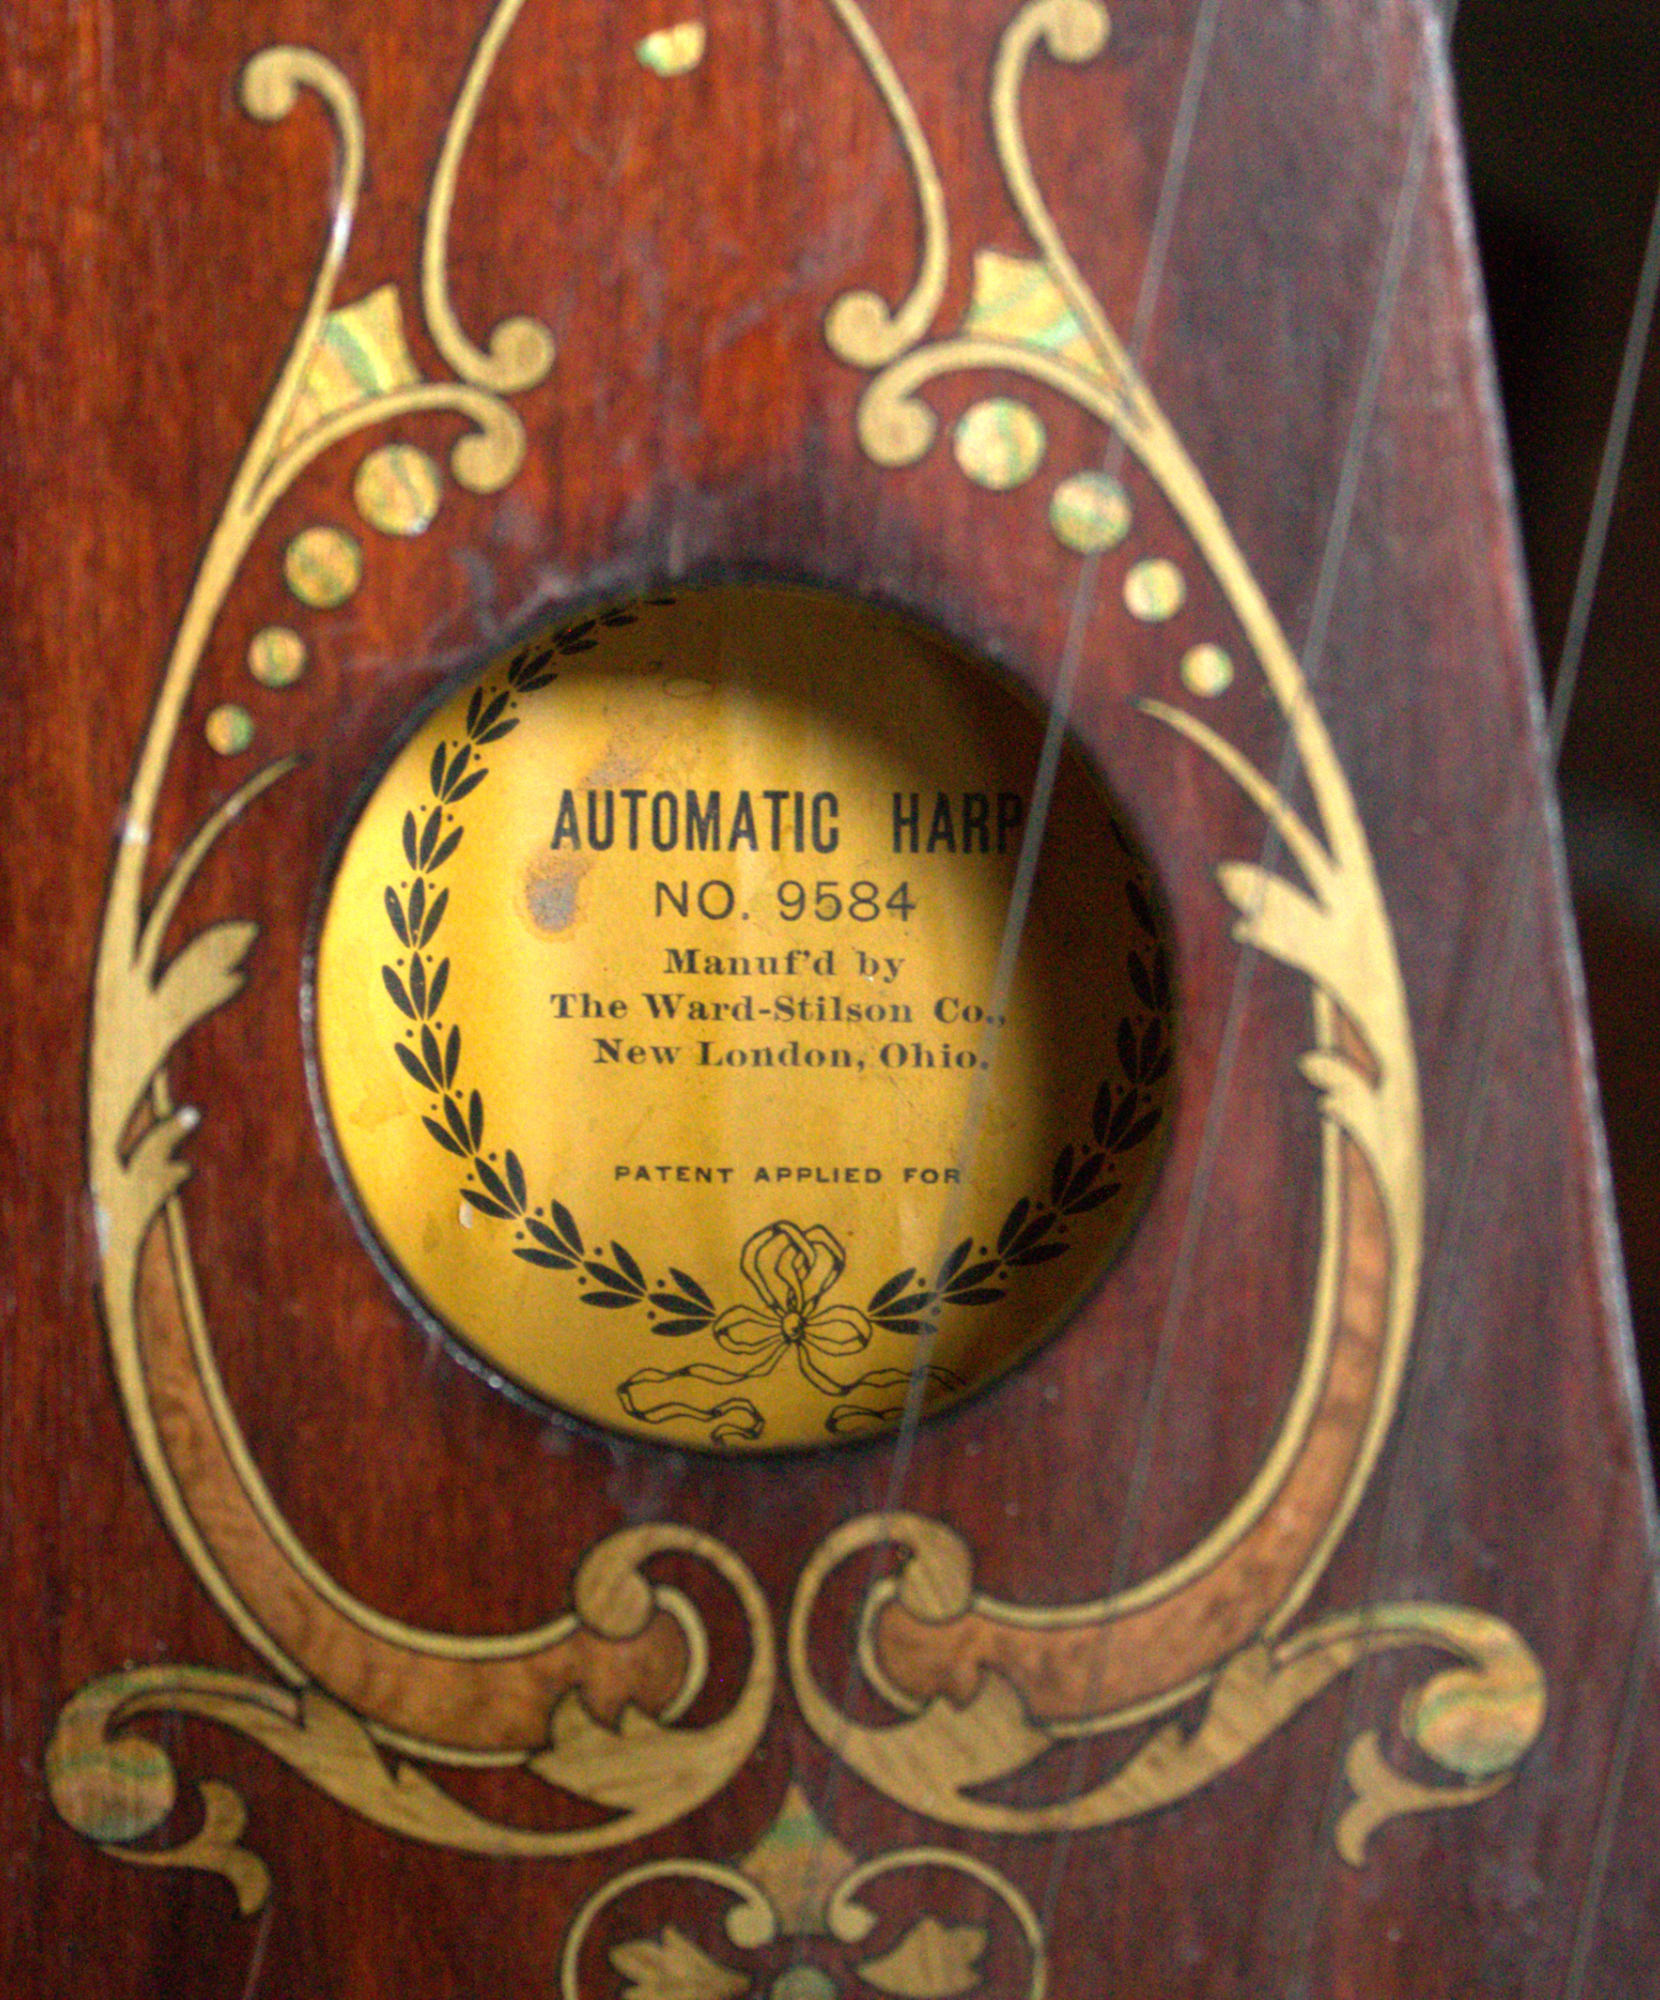 AUTOMATIC HARP
NO. 9584
Manuf'd by
The Ward-Stilson Co.,
New London, Ohio.
PATENT APPLIED FOR